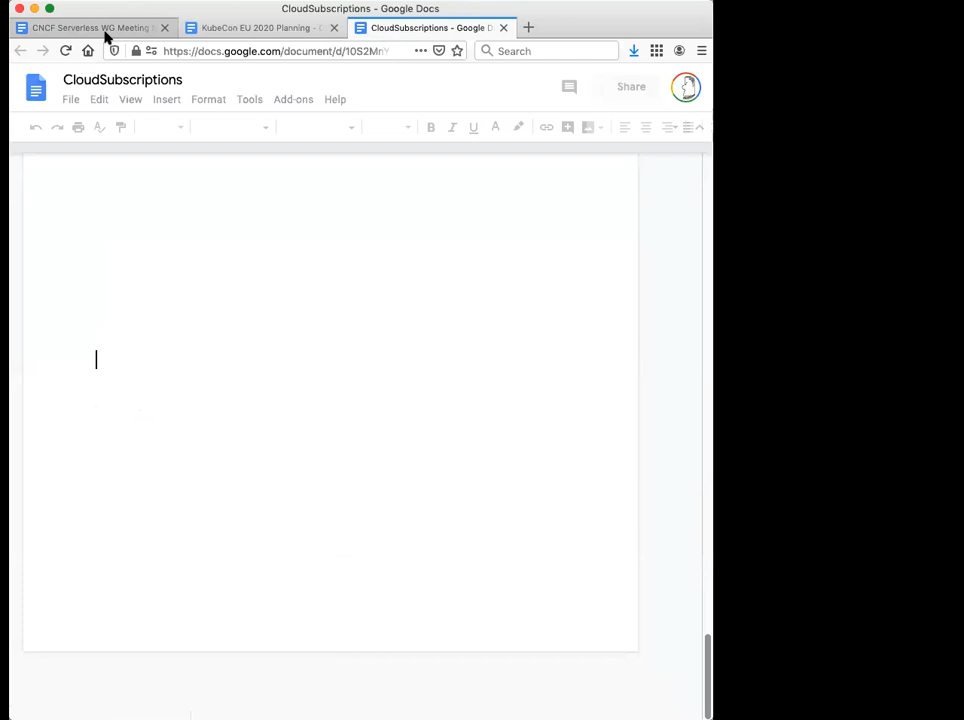 CloudSubscriptions - Google Docs
CNCF Serverless WG Meeting
KubeCon EU 2020 Planning -
CloudSubscriptions - Google D
https://docs.google.com/document/d/10S2Mn
Search
CloudSubscriptions
File Edit View Insert Format Tools Add-ons Help
Share
B I U A